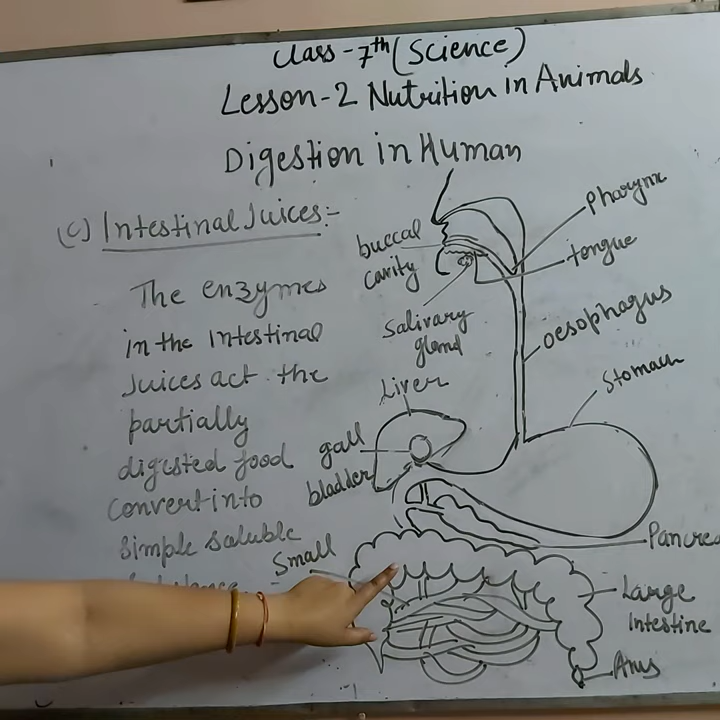 Class-7th (Science)
Lesson-2 Nutrition in Animals
Digestion in Human
(c) Intestinal Juices:-
The enzymes
in the intestinal
Juices act the
partially
digested food
convert into
simple soluble
buccal
cavity
Salivary
gland
pharynx
tongue
oesophagus
Stomach
Liver
gall
bladder
Pancrea
Small
Large
intestine
Anus